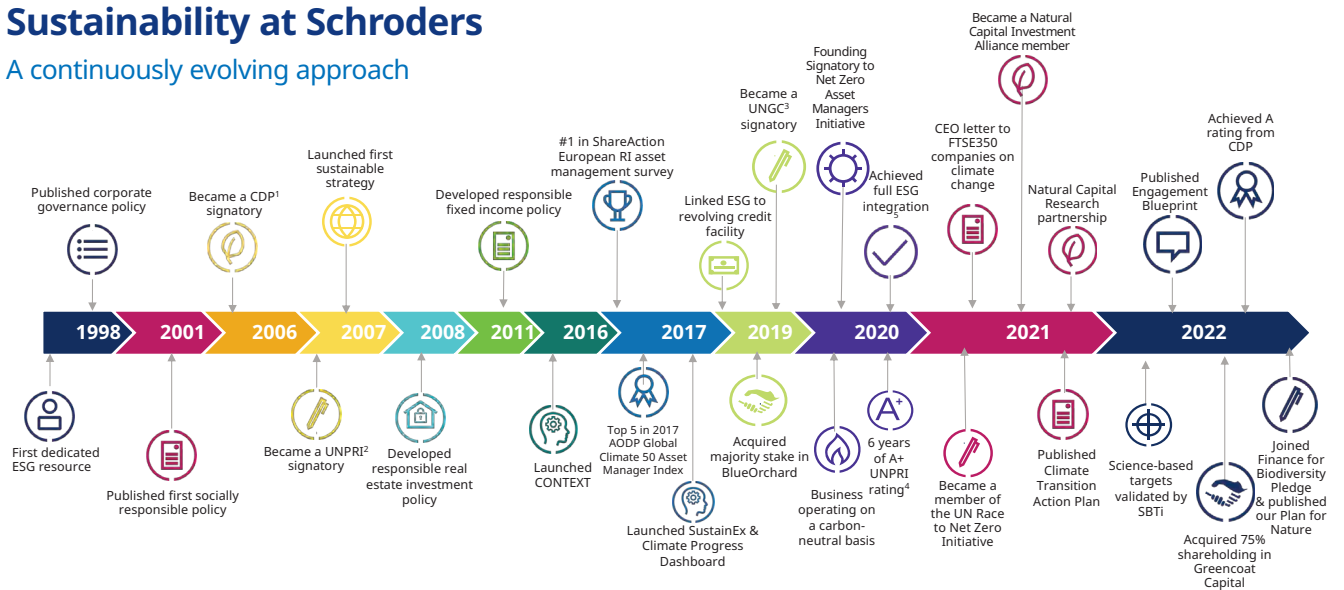 Sustainability at Schroders
A continuously evolving approach
Published corporate
governance policy
Became a CDP¹
signatory
Launched first
sustainable
strategy
Developed responsible
fixed income policy
#1 in ShareAction
European RI asset
management survey
Linked ESG to
revolving credit
facility
Became a
UNGC³
signatory
Founding
Signatory to
Net Zero
Asset
Managers
Initiative
Achieved
full ESG
integration
5
CEO letter to
FTSE350
companies on
climate
change
Became a Natural
Capital Investment
Alliance member
Natural Capital
Research
partnership
Published
Engagement
Blueprint
Achieved A
rating from
CDP
1998
2001
2006
2007
2008
2011
2016
2017
2019
2020
2021
2022
First dedicated
ESG resource
Published first socially
responsible policy
Became a UNPRI²
signatory
Developed
responsible real
estate investment
policy
Launched
CONTEXT
Top 5 in 2017
AODP Global
Climate 50 Asset
Manager Index
Launched SustainEx &
Climate Progress
Dashboard
Acquired
majority stake in
BlueOrchard
Business
operating on
a carbon-
neutral basis
A+
6 years
of A+
UNPRI
rating⁴
Became a
member of
the UN Race
to Net Zero
Initiative
Published
Climate
Transition
Action Plan
Science-based
targets
validated by
SBTi
Acquired 75%
shareholding in
Greencoat
Capital
Joined
Finance for
Biodiversity
Pledge
& published
our Plan for
Nature